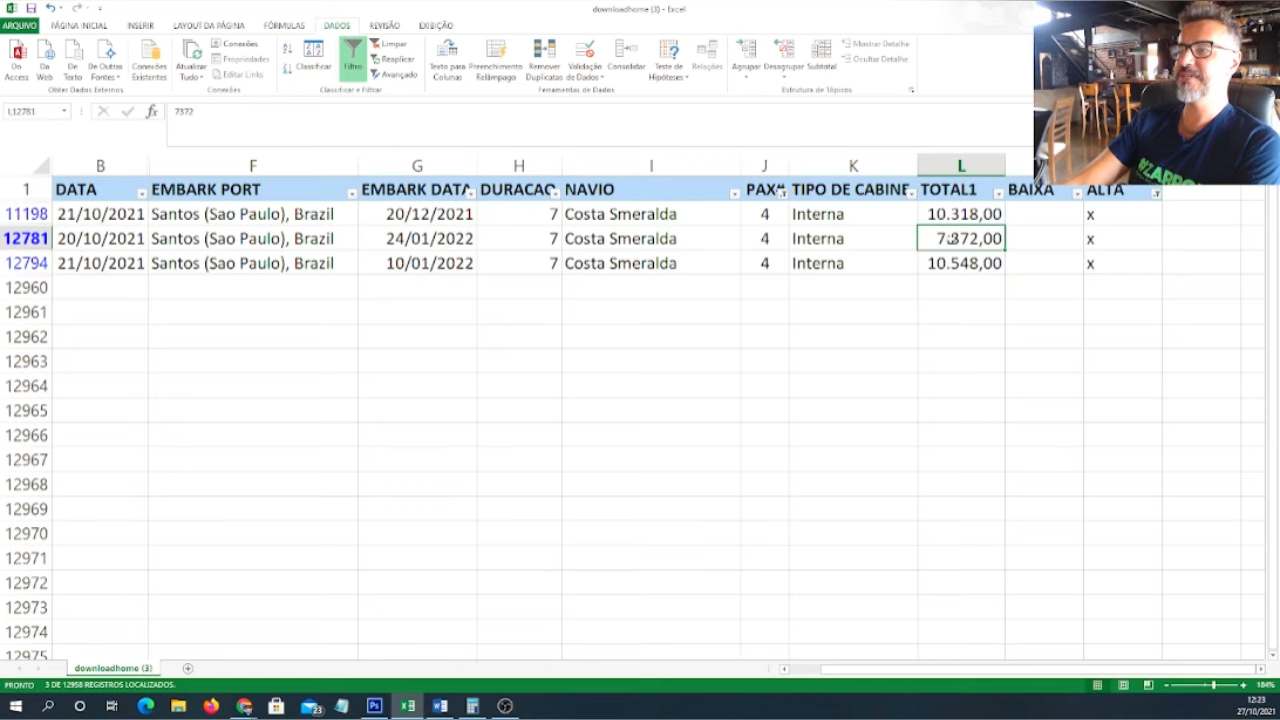 downloadhome (3) - Excel
ARQUIVO PÁGINA INICIAL INSERIR LAYOUT DA PÁGINA FÓRMULAS DADOS REVISÃO EXIBIÇÃO
Do Access
Da Web
De Texto
De Outras Fontes
Conexões Existentes
Obter Dados Externos
Atualizar Tudo
Conexões
Propriedades
Editar Links
Conexões
Classificar
Filtro
Limpar
Reaplicar
Avançado
Classificar e Filtrar
Texto para Colunas
Preenchimento Relâmpago
Remover Duplicatas
Validação de Dados
Consolidar
Teste de Hipóteses
Relações
Ferramentas de Dados
Agrupar
Desagrupar
Subtotal
Mostrar Detalhe
Ocultar Detalhe
Estrutura de Tópicos
L12781 fx 7372
B F G H I J K L
1 DATA EMBARK PORT EMBARK DATA DURACAO NAVIO PAX TIPO DE CABINE TOTAL1 BAIXA ALTA
11198 21/10/2021 Santos (Sao Paulo), Brazil 20/12/2021 7 Costa Smeralda 4 Interna 10.318,00 x
12781 20/10/2021 Santos (Sao Paulo), Brazil 24/01/2022 7 Costa Smeralda 4 Interna 7.372,00 x
12794 21/10/2021 Santos (Sao Paulo), Brazil 10/01/2022 7 Costa Smeralda 4 Interna 10.548,00 x
12960
12961
12962
12963
12964
12965
12966
12967
12968
12969
12970
12971
12972
12973
12974
12975
downloadhome (3)
PRONTO 3 DE 12958 REGISTROS LOCALIZADOS. 184%
23
12:23
27/10/2021